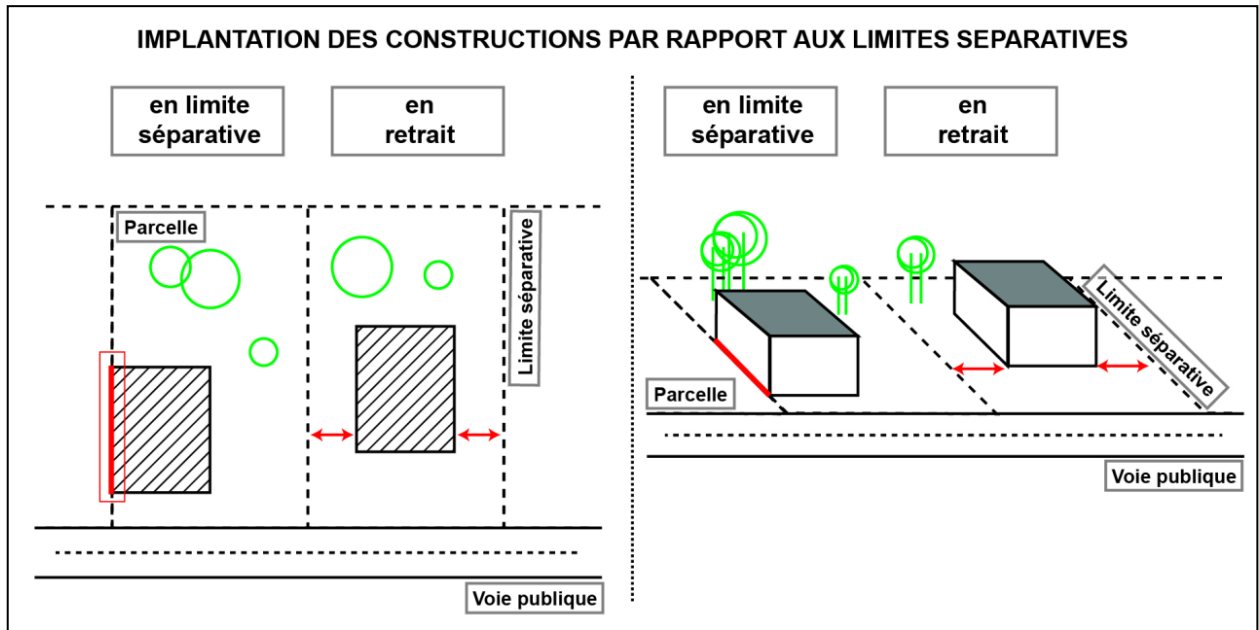 IMPLANTATION DES CONSTRUCTIONS PAR RAPPORT AUX LIMITES SEPARATIVES
en limite
séparative
en
retrait
Parcelle
Limite séparative
Voie publique
en limite
séparative
en
retrait
Limite séparative
Parcelle
Voie publique